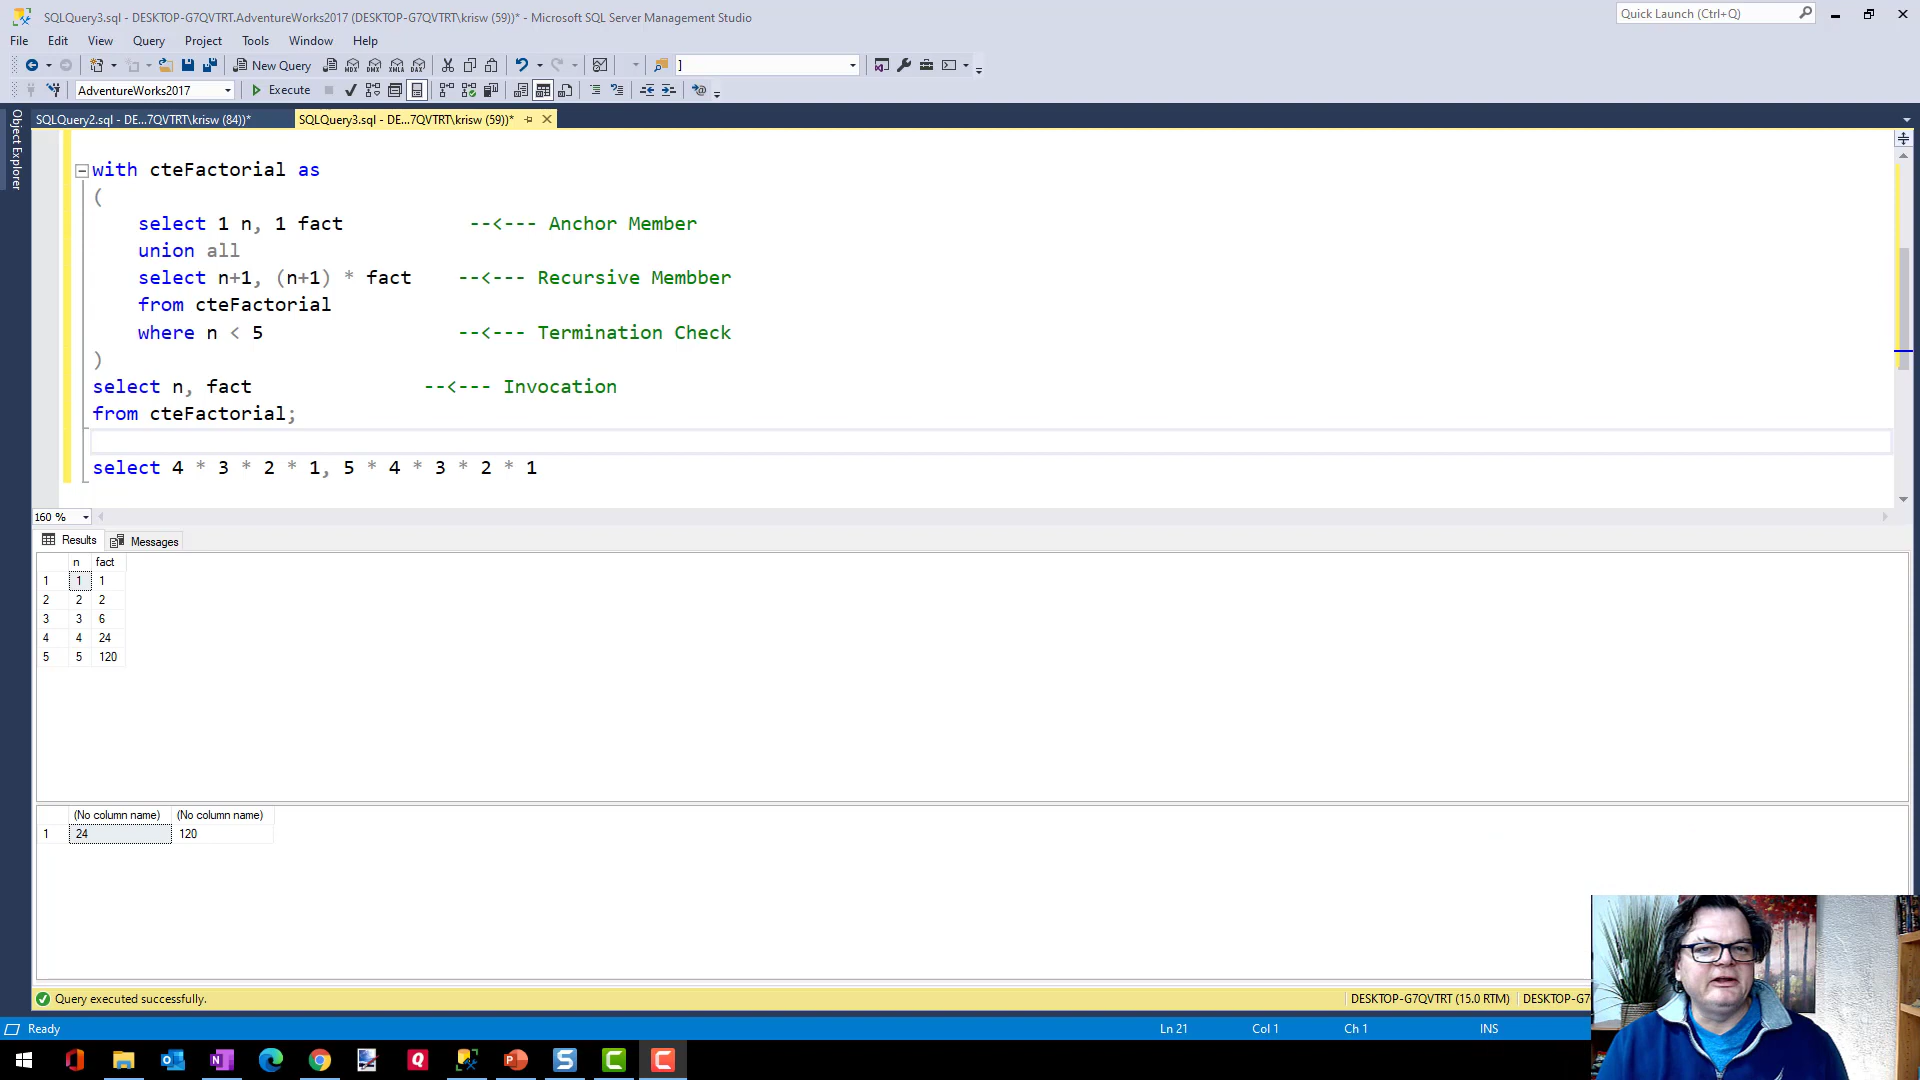 SQLQuery3.sql - DESKTOP-G7QVTRT.AdventureWorks2017 (DESKTOP-G7QVTRT\krisw (59))* - Microsoft SQL Server Management Studio
Quick Launch (Ctrl+Q)
File Edit View Query Project Tools Window Help
New Query MDX DMX XMLA DAX ]
AdventureWorks2017 Execute
Object Explorer
SQLQuery2.sql - DE...7QVTRT\krisw (84))* SQLQuery3.sql - DE...7QVTRT\krisw (59))*
with cteFactorial as
(
select 1 n, 1 fact --<--- Anchor Member
union all
select n+1, (n+1) * fact --<--- Recursive Membber
from cteFactorial
where n < 5 --<--- Termination Check
)
select n, fact --<--- Invocation
from cteFactorial;
select 4 * 3 * 2 * 1, 5 * 4 * 3 * 2 * 1
160 %
Results Messages
n fact
1 1 1
2 2 2
3 3 6
4 4 24
5 5 120
(No column name) (No column name)
1 24 120
Query executed successfully. DESKTOP-G7QVTRT (15.0 RTM) DESKTOP-G7
Ready Ln 21 Col 1 Ch 1 INS